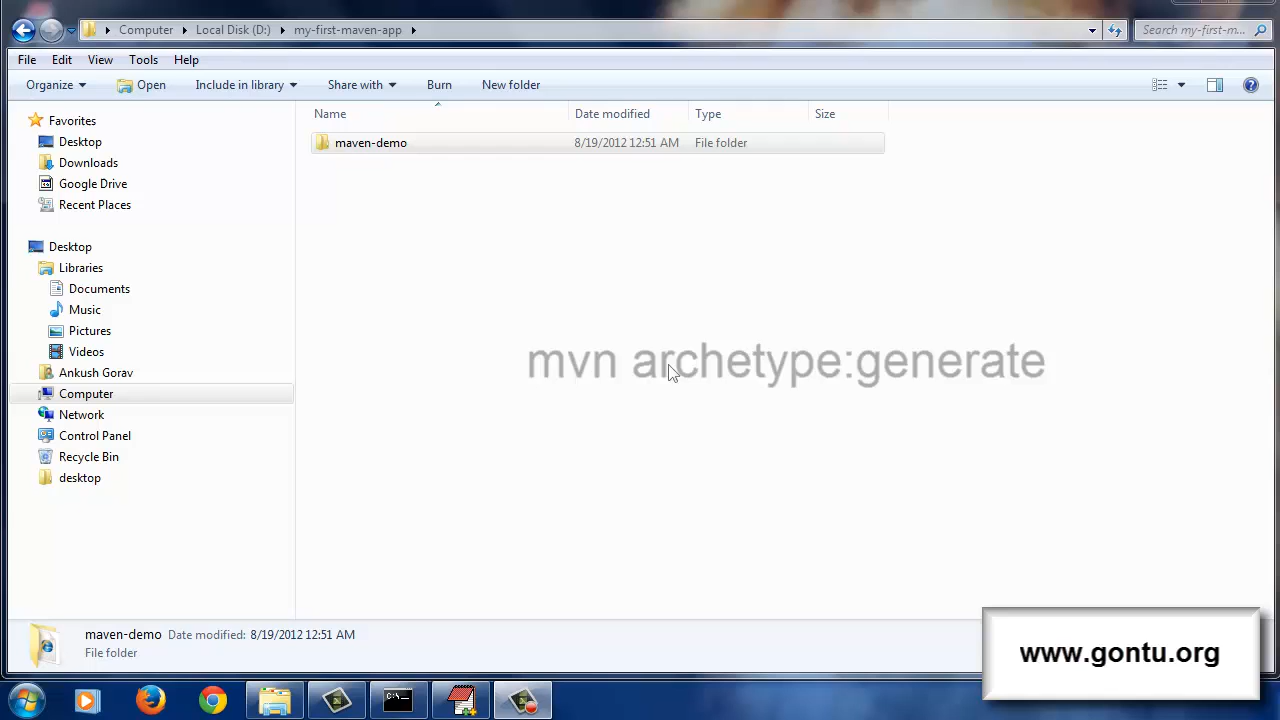 Computer Local Disk (D:) my-first-maven-app Search my-first-m...
File Edit View Tools Help
Organize Open Include in library Share with Burn New folder
Name Date modified Type Size
maven-demo 8/19/2012 12:51 AM File folder
Favorites
Desktop
Downloads
Google Drive
Recent Places
Desktop
Libraries
Documents
Music
Pictures
Videos
Ankush Gorav
Computer
Network
Control Panel
Recycle Bin
desktop
mvn archetype:generate
maven-demo Date modified: 8/19/2012 12:51 AM
File folder
www.gontu.org